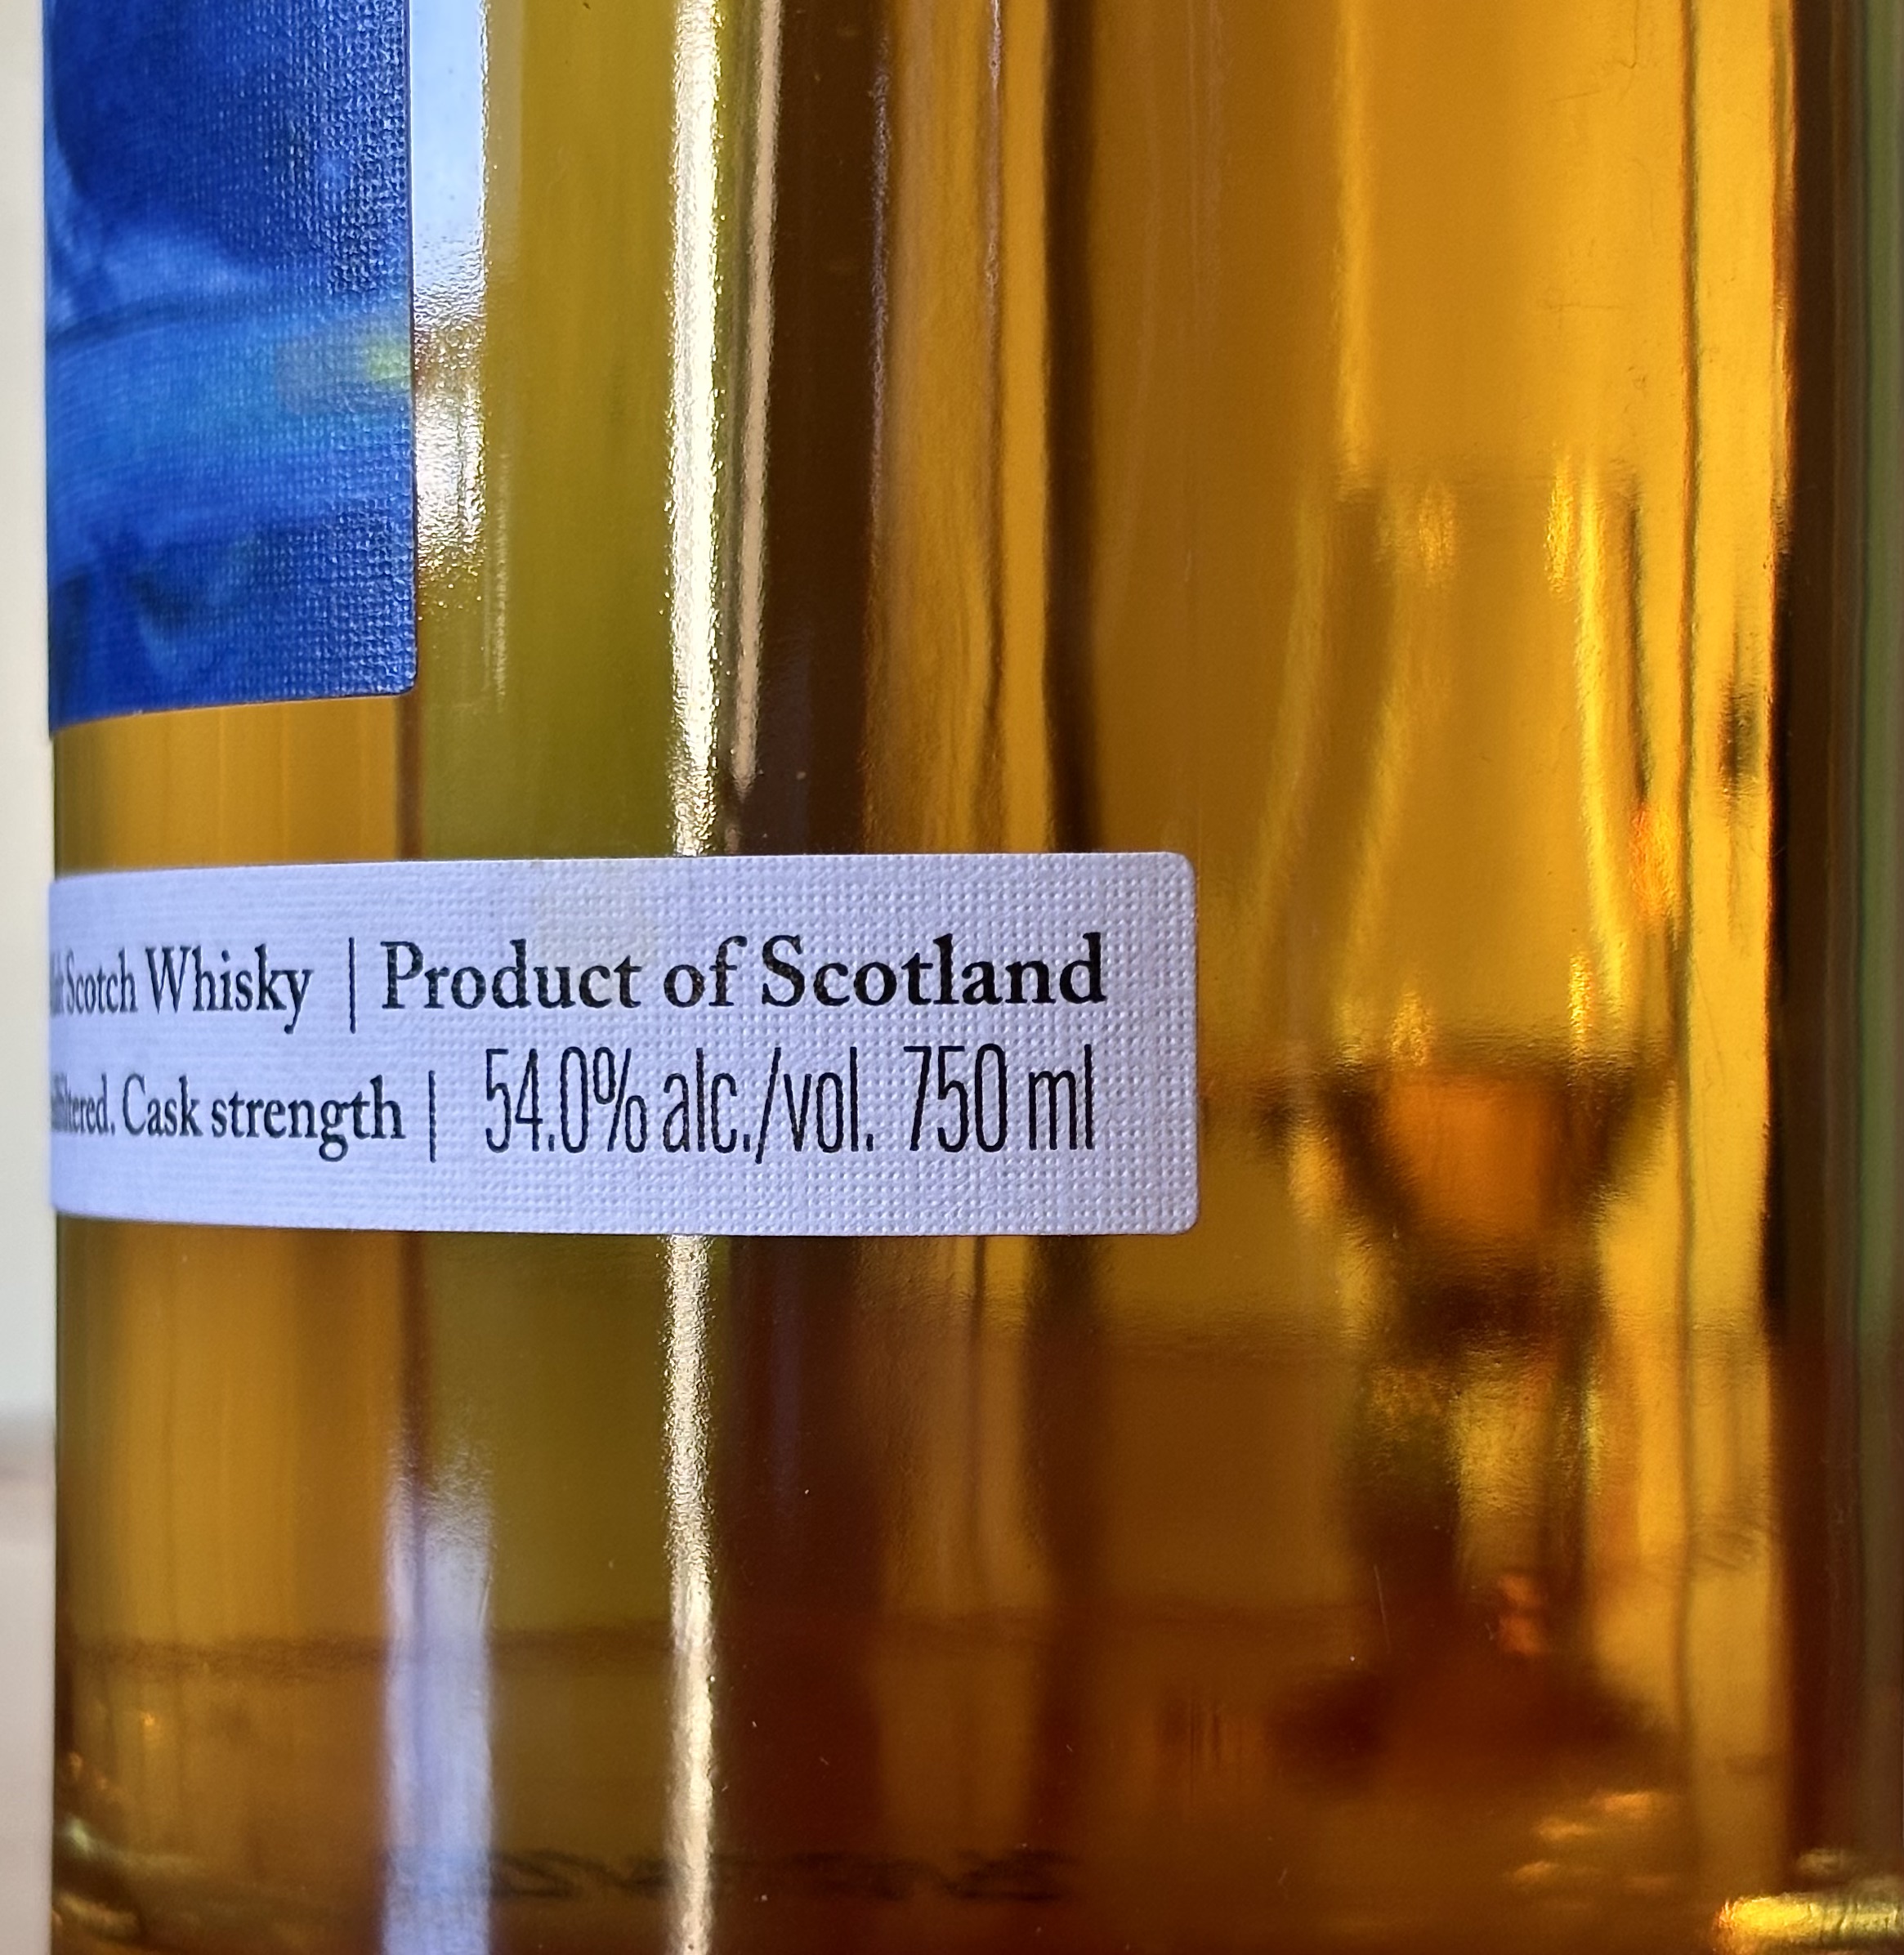 Scotch Whisky | Product of Scotland
Cask strength | 54.0% alc./vol. 750 ml